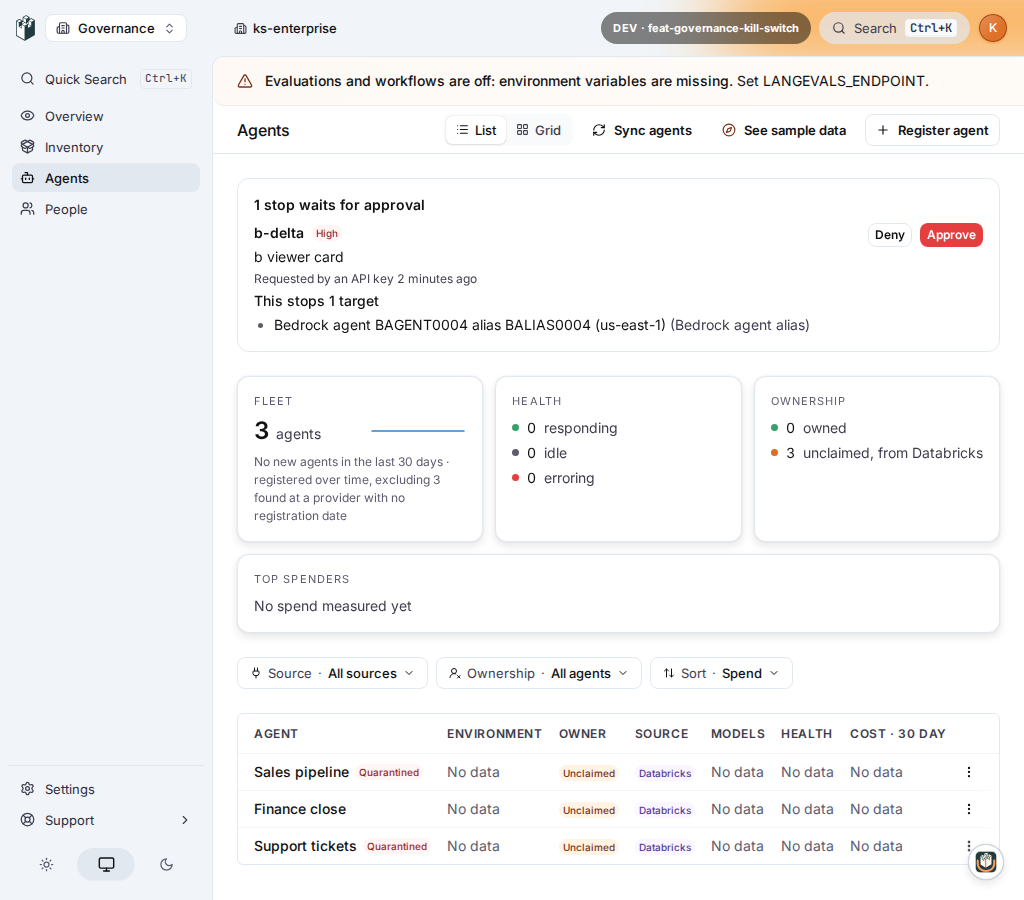 Governance
ks-enterprise
DEV · feat-governance-kill-switch
Search Ctrl+K
K
Quick Search Ctrl+K
Overview
Inventory
Agents
People
Settings
Support
Evaluations and workflows are off: environment variables are missing. Set LANGEVALS_ENDPOINT.
Agents
List
Grid
Sync agents
See sample data
Register agent
1 stop waits for approval
b-delta High
Deny
Approve
b viewer card
Requested by an API key 2 minutes ago
This stops 1 target
• Bedrock agent BAGENT0004 alias BALIAS0004 (us-east-1) (Bedrock agent alias)
FLEET
3 agents
No new agents in the last 30 days ·
registered over time, excluding 3
found at a provider with no
registration date
HEALTH
0 responding
0 idle
0 erroring
OWNERSHIP
0 owned
3 unclaimed, from Databricks
TOP SPENDERS
No spend measured yet
Source · All sources
Ownership · All agents
Sort · Spend
AGENT ENVIRONMENT OWNER SOURCE MODELS HEALTH COST · 30 DAY
Sales pipeline Quarantined No data Unclaimed Databricks No data No data No data
Finance close No data Unclaimed Databricks No data No data No data
Support tickets Quarantined No data Unclaimed Databricks No data No data No data